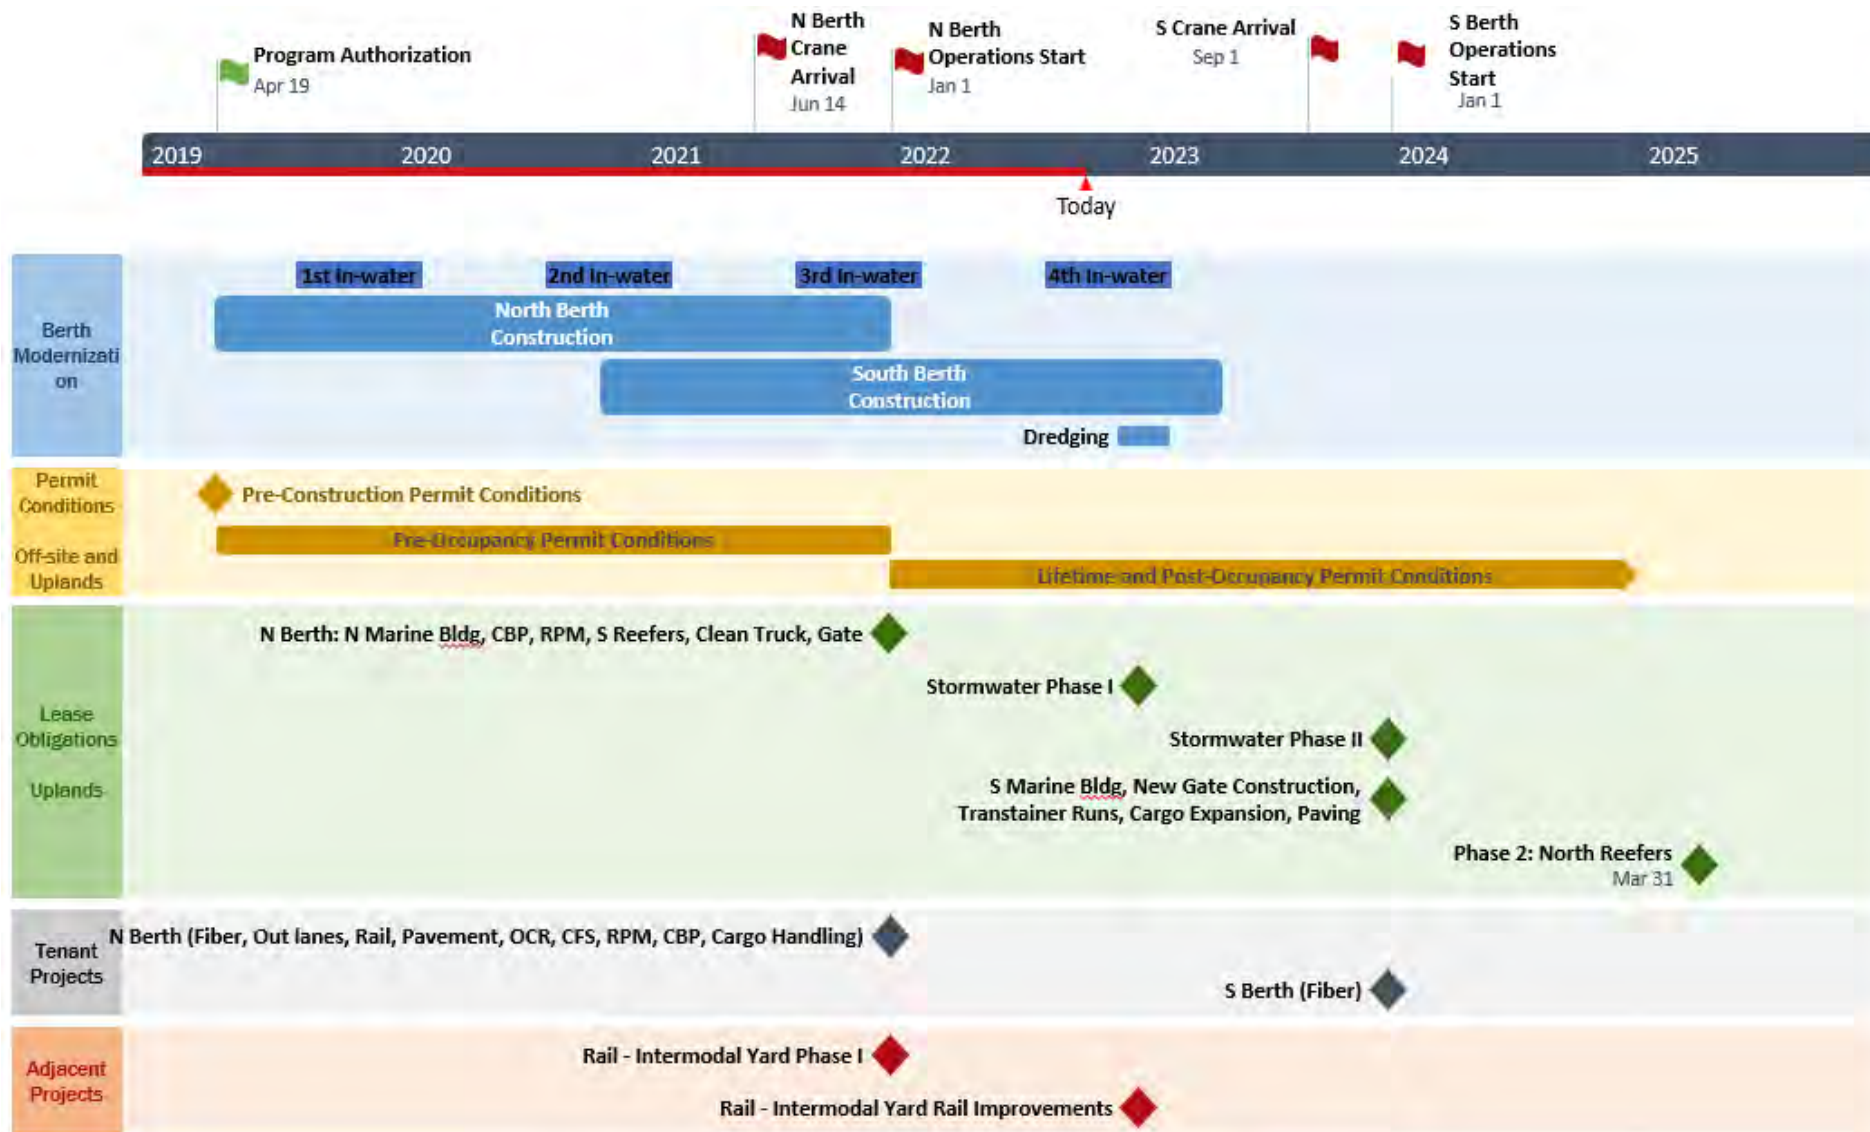 Program Authorization
Apr 19
N Berth
Crane
Arrival
Jun 14
N Berth
Operations Start
Jan 1
S Crane Arrival
Sep 1
S Berth
Operations
Start
Jan 1
2019 2020 2021 2022 2023 2024 2025
Today
Berth
Modernizati
on
1st In-water 2nd In-water 3rd In-water 4th In-water
North Berth
Construction
South Berth
Construction
Dredging
Permit
Conditions
Off-site and
Uplands
Pre-Construction Permit Conditions
Pre-Occupancy Permit Conditions
Lifetime and Post-Occupancy Permit Conditions
Lease
Obligations
Uplands
N Berth: N Marine Bldg, CBP, RPM, S Reefers, Clean Truck, Gate
Stormwater Phase I
Stormwater Phase II
S Marine Bldg, New Gate Construction,
Transtainer Runs, Cargo Expansion, Paving
Phase 2: North Reefers
Mar 31
Tenant
Projects
N Berth (Fiber, Out lanes, Rail, Pavement, OCR, CFS, RPM, CBP, Cargo Handling)
S Berth (Fiber)
Adjacent
Projects
Rail - Intermodal Yard Phase I
Rail - Intermodal Yard Rail Improvements